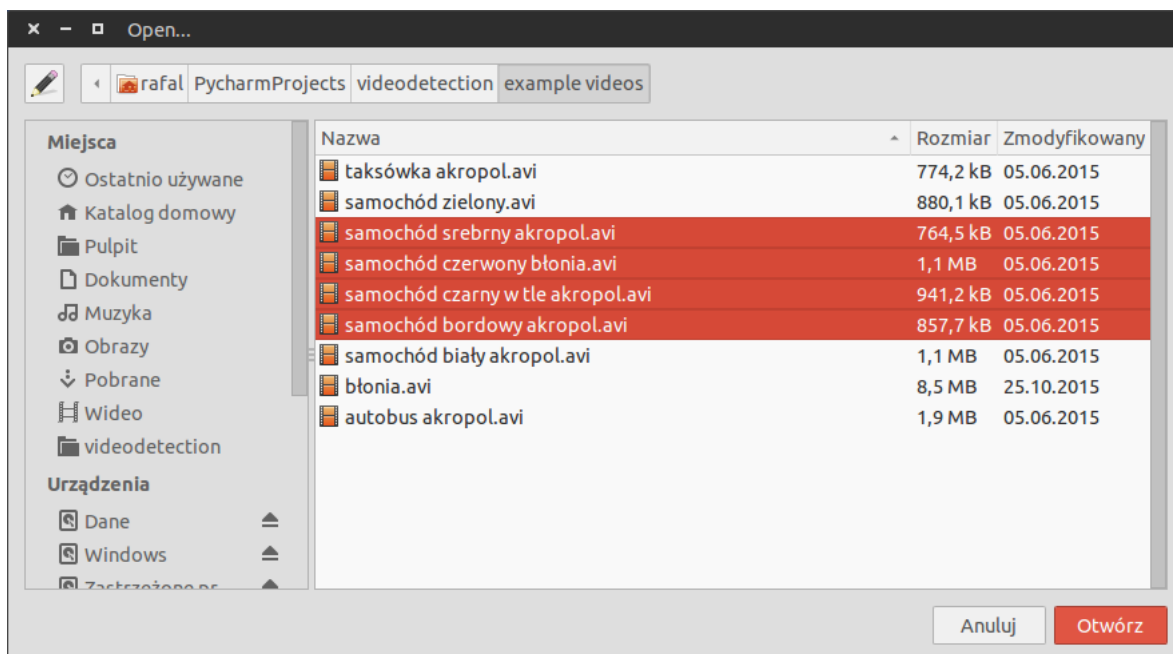 Open...
rafal PycharmProjects videodetection example videos
Miejsca
Ostatnio używane
Katalog domowy
Pulpit
Dokumenty
Muzyka
Obrazy
Pobrane
Wideo
videodetection
Urządzenia
Dane
Windows
Zastrzeżone pr
Nazwa Rozmiar Zmodyfikowany
taksówka akropol.avi 774,2 kB 05.06.2015
samochód zielony.avi 880,1 kB 05.06.2015
samochód srebrny akropol.avi 764,5 kB 05.06.2015
samochód czerwony błonia.avi 1,1 MB 05.06.2015
samochód czarny w tle akropol.avi 941,2 kB 05.06.2015
samochód bordowy akropol.avi 857,7 kB 05.06.2015
samochód biały akropol.avi 1,1 MB 05.06.2015
błonia.avi 8,5 MB 25.10.2015
autobus akropol.avi 1,9 MB 05.06.2015
Anuluj Otwórz